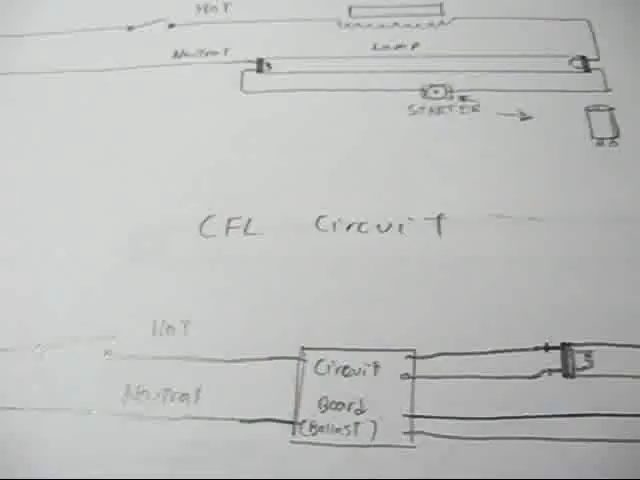 HOT
Neutral
Lamp
STARTER
CFL Circuit
HOT
Circuit
Neutral
Board
(Ballast)